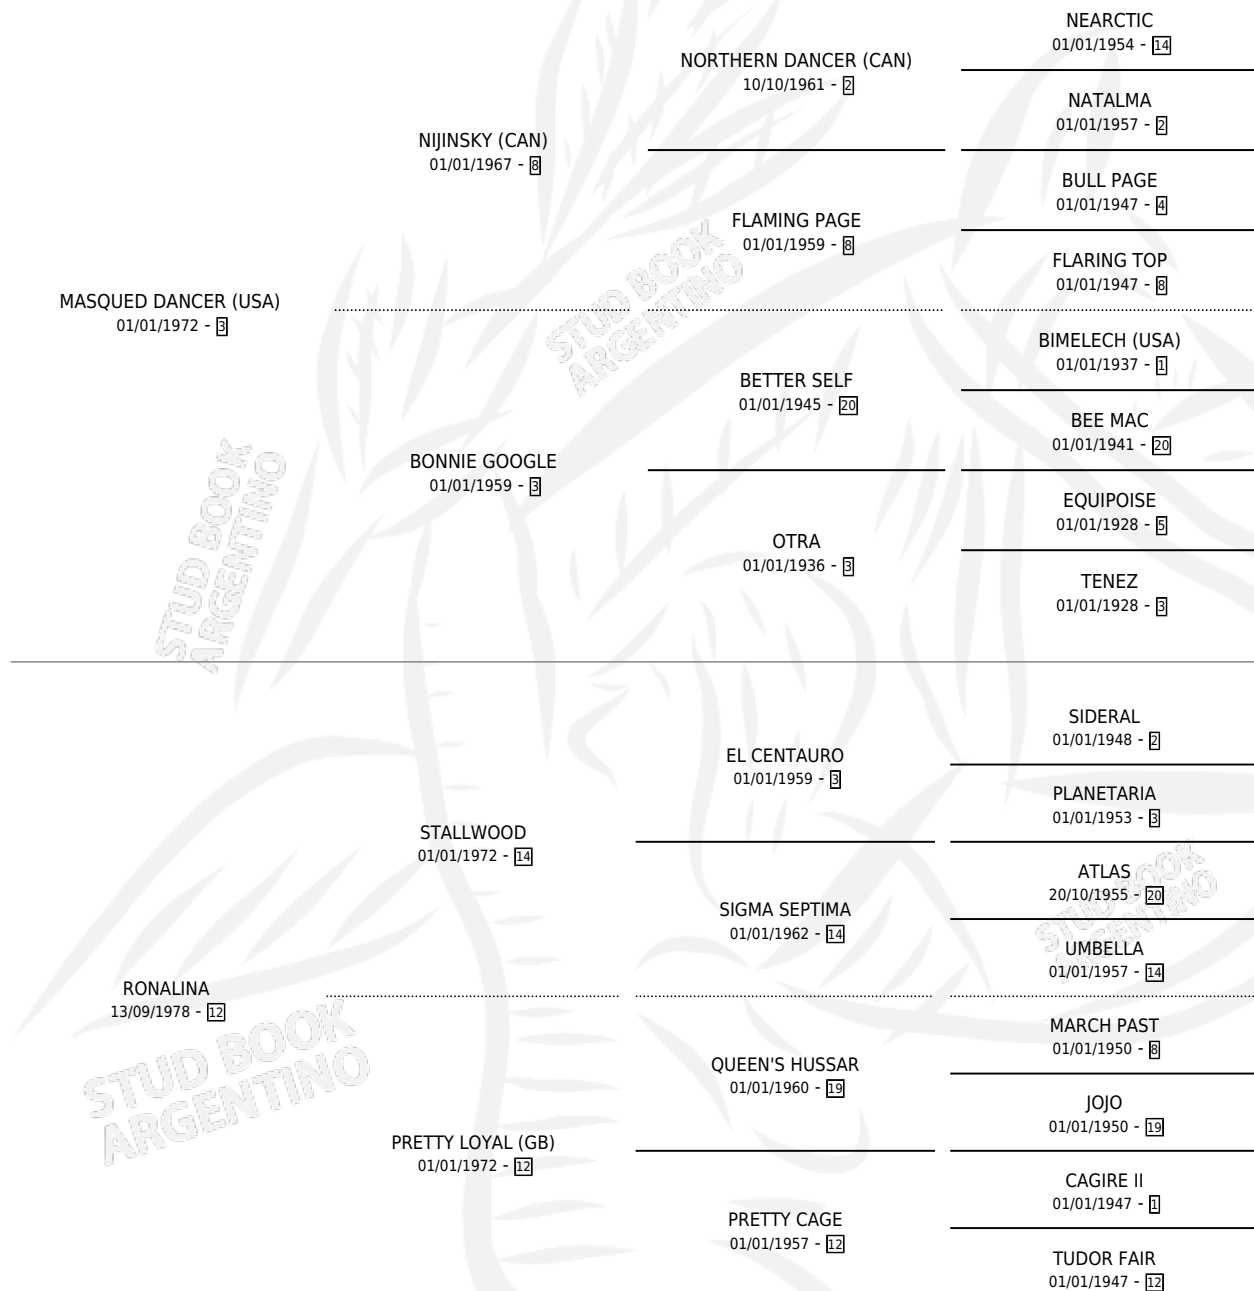 NEARCTIC
01/01/1954 - 14
NORTHERN DANCER (CAN)
10/10/1961 - 2
NATALMA
01/01/1957 - 2
NIJINSKY (CAN)
01/01/1967 - 8
BULL PAGE
01/01/1947 - 4
FLAMING PAGE
01/01/1959 - 8
FLARING TOP
01/01/1947 - 8
MASQUED DANCER (USA)
01/01/1972 - 3
BIMELECH (USA)
01/01/1937 - 1
BETTER SELF
01/01/1945 - 20
BEE MAC
01/01/1941 - 20
BONNIE GOOGLE
01/01/1959 - 3
EQUIPOISE
01/01/1928 - 5
OTRA
01/01/1936 - 3
TENEZ
01/01/1928 - 3
STUD BOOK
ARGENTINO
STUD BOOK
ARGENTINO
SIDERAL
01/01/1948 - 2
EL CENTAURO
01/01/1959 - 3
PLANETARIA
01/01/1953 - 3
STALLWOOD
01/01/1972 - 14
ATLAS
20/10/1955 - 20
SIGMA SEPTIMA
01/01/1962 - 14
UMBELLA
01/01/1957 - 14
STUD BOOK
ARGENTINO
RONALINA
13/09/1978 - 12
MARCH PAST
01/01/1950 - 8
QUEEN'S HUSSAR
01/01/1960 - 19
JOJO
01/01/1950 - 19
PRETTY LOYAL (GB)
01/01/1972 - 12
CAGIRE II
01/01/1947 - 1
PRETTY CAGE
01/01/1957 - 12
TUDOR FAIR
01/01/1947 - 12
STUD BOOK
ARGENTINO